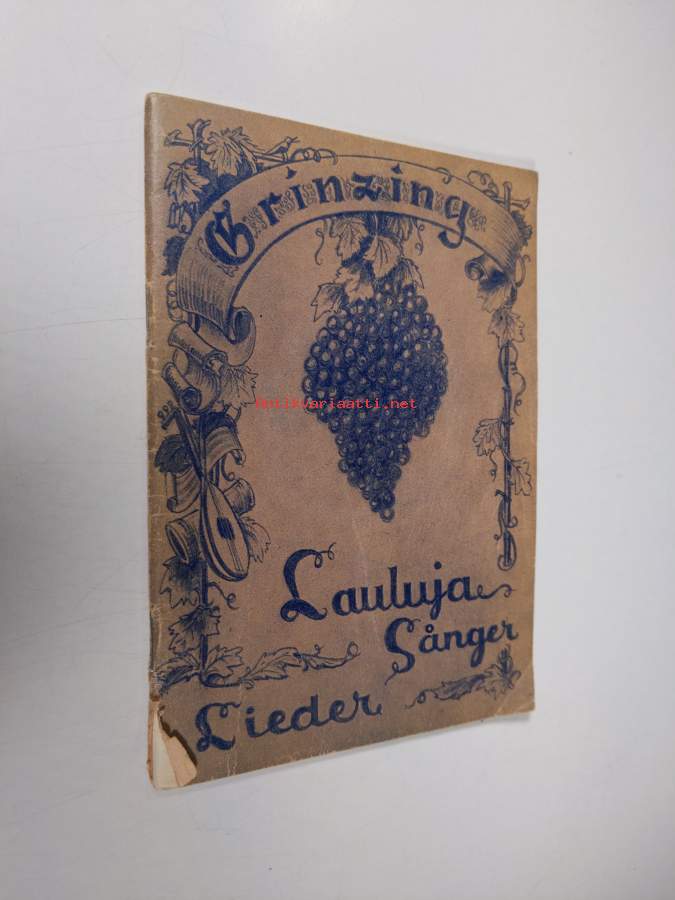 Grinzing
antikvariaatti.net
Lauluja
Sånger
Lieder